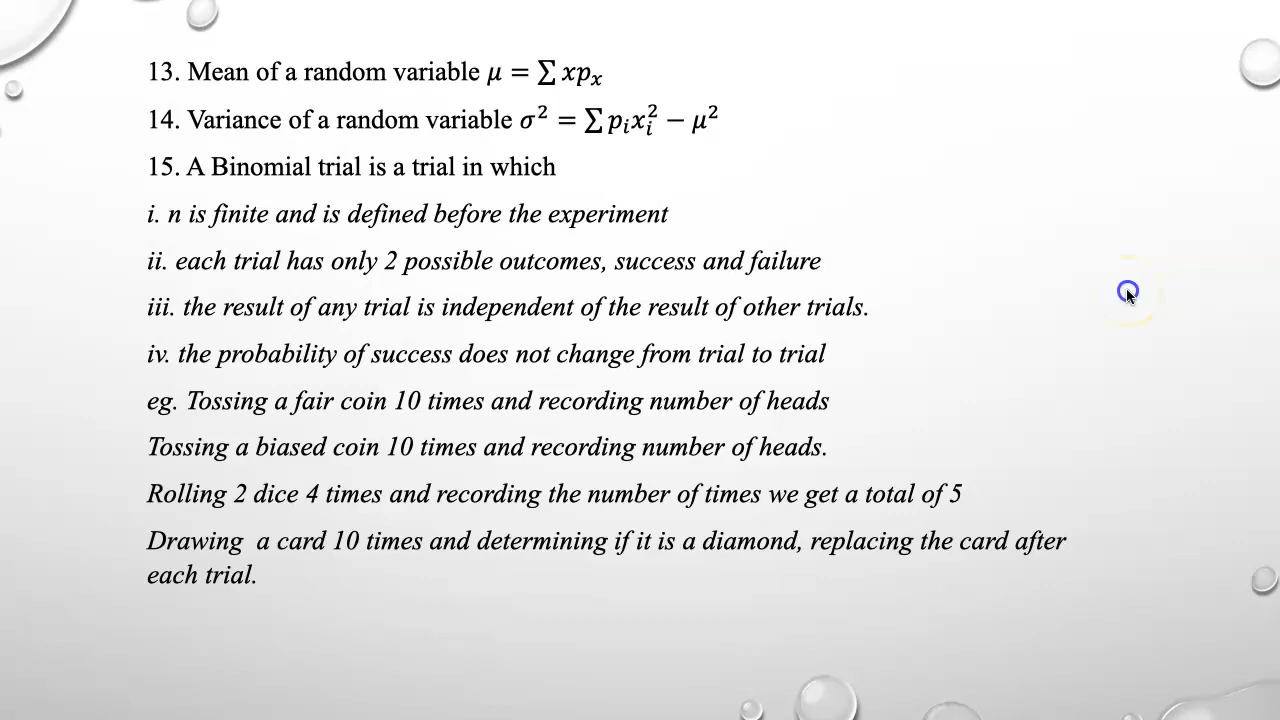 13. Mean of a random variable μ = ∑ xpₓ
14. Variance of a random variable σ² = ∑ pᵢxᵢ² − μ²
15. A Binomial trial is a trial in which
i. n is finite and is defined before the experiment
ii. each trial has only 2 possible outcomes, success and failure
iii. the result of any trial is independent of the result of other trials.
iv. the probability of success does not change from trial to trial
eg. Tossing a fair coin 10 times and recording number of heads
Tossing a biased coin 10 times and recording number of heads.
Rolling 2 dice 4 times and recording the number of times we get a total of 5
Drawing  a card 10 times and determining if it is a diamond, replacing the card after
each trial.